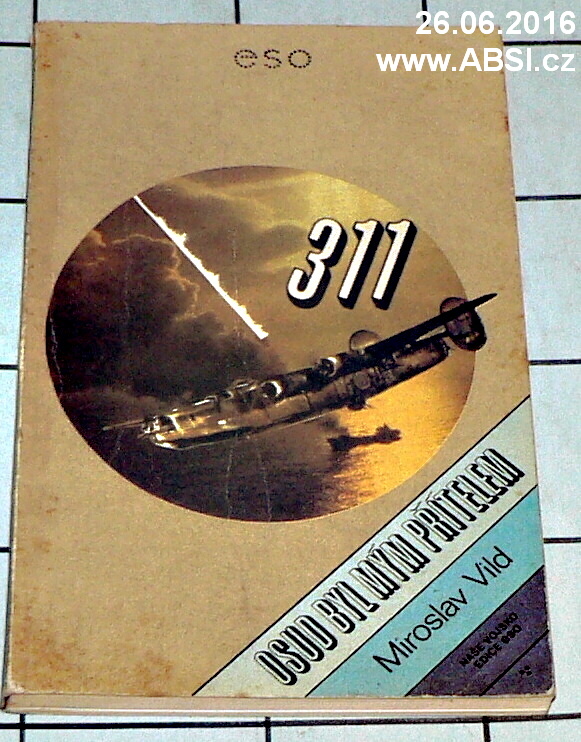 26.06.2016
www.ABSI.cz
eso
311
OSUD BYL MÝM PŘÍTELEM
Miroslav Vild
NAŠE VOJSKO
EDICE ESO